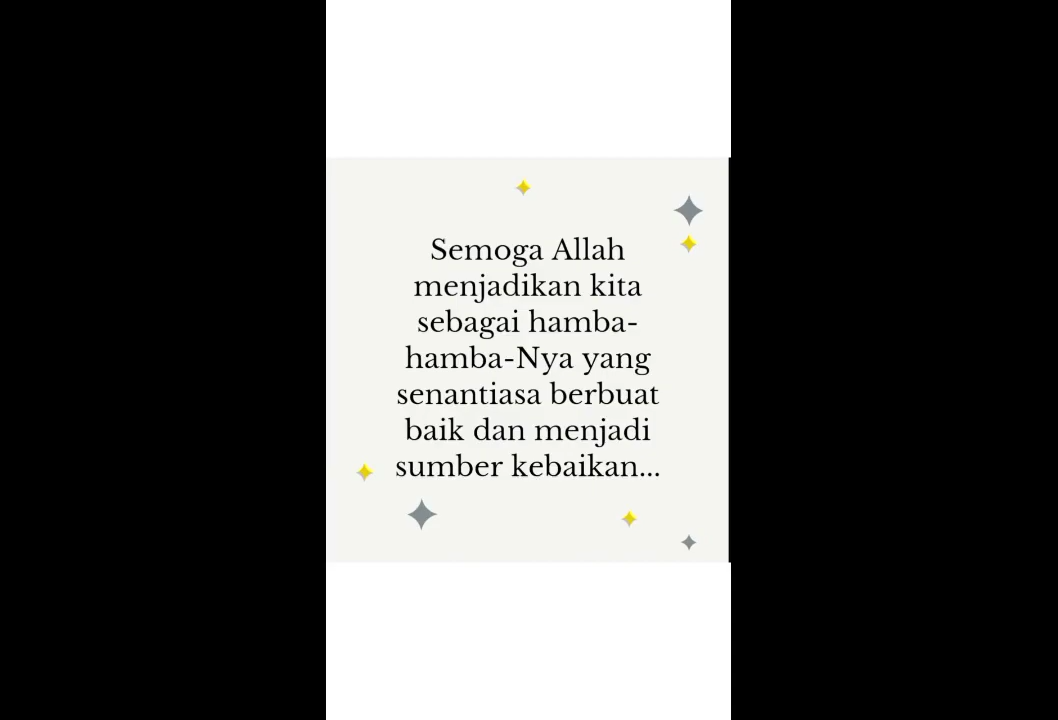 Semoga Allah
menjadikan kita
sebagai hamba-
hamba-Nya yang
senantiasa berbuat
baik dan menjadi
sumber kebaikan...